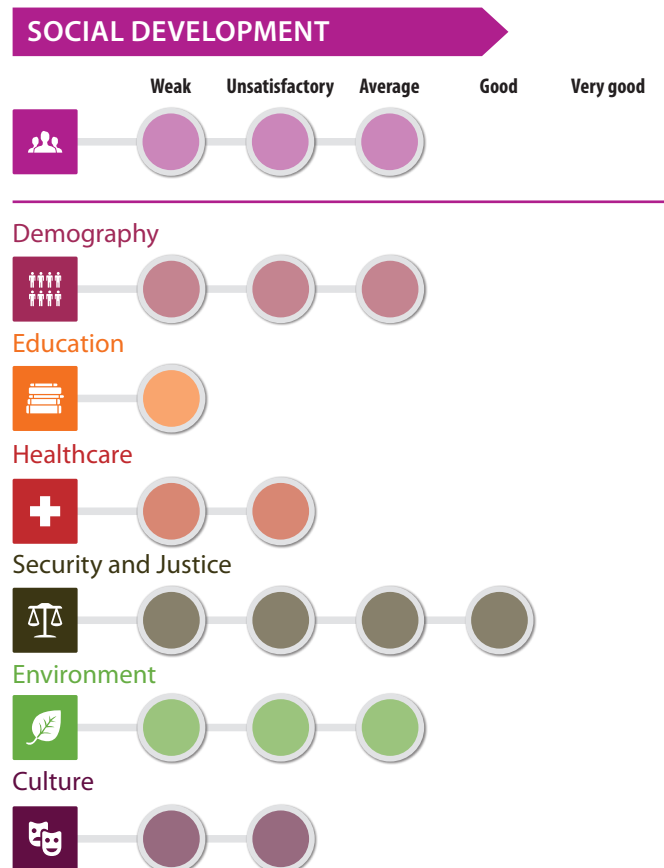 SOCIAL DEVELOPMENT
Weak Unsatisfactory Average Good Very good
Demography
Education
Healthcare
Security and Justice
Environment
Culture